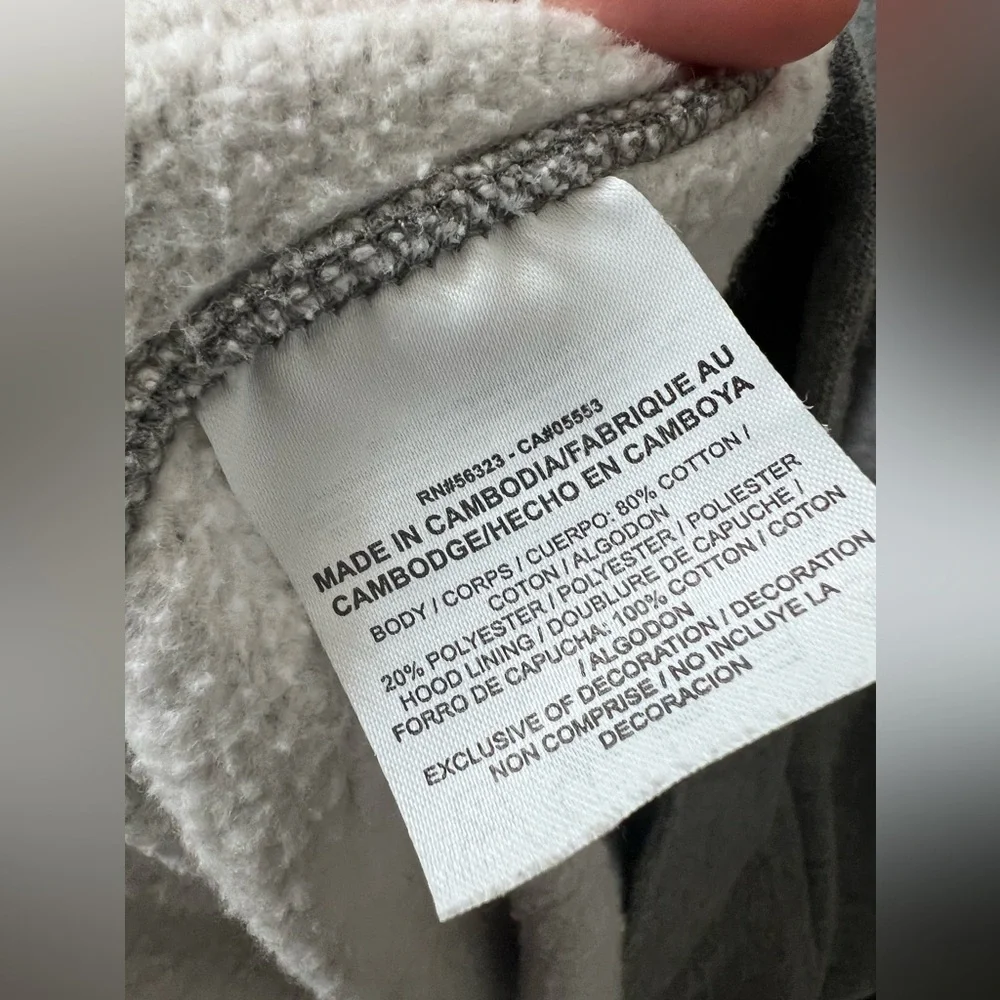 RN#56323 - CA#05553
MADE IN CAMBODIA/FABRIQUE AU
CAMBODGE/HECHO EN CAMBOYA
BODY / CORPS / CUERPO: 80% COTTON /
COTON / ALGODON
20% POLYESTER / POLYESTER / POLIESTER
HOOD LINING / DOUBLURE DE CAPUCHE /
FORRO DE CAPUCHA: 100% COTTON / COTON
/ ALGODON
EXCLUSIVE OF DECORATION / DECORATION
NON COMPRISE / NO INCLUYE LA
DECORACION